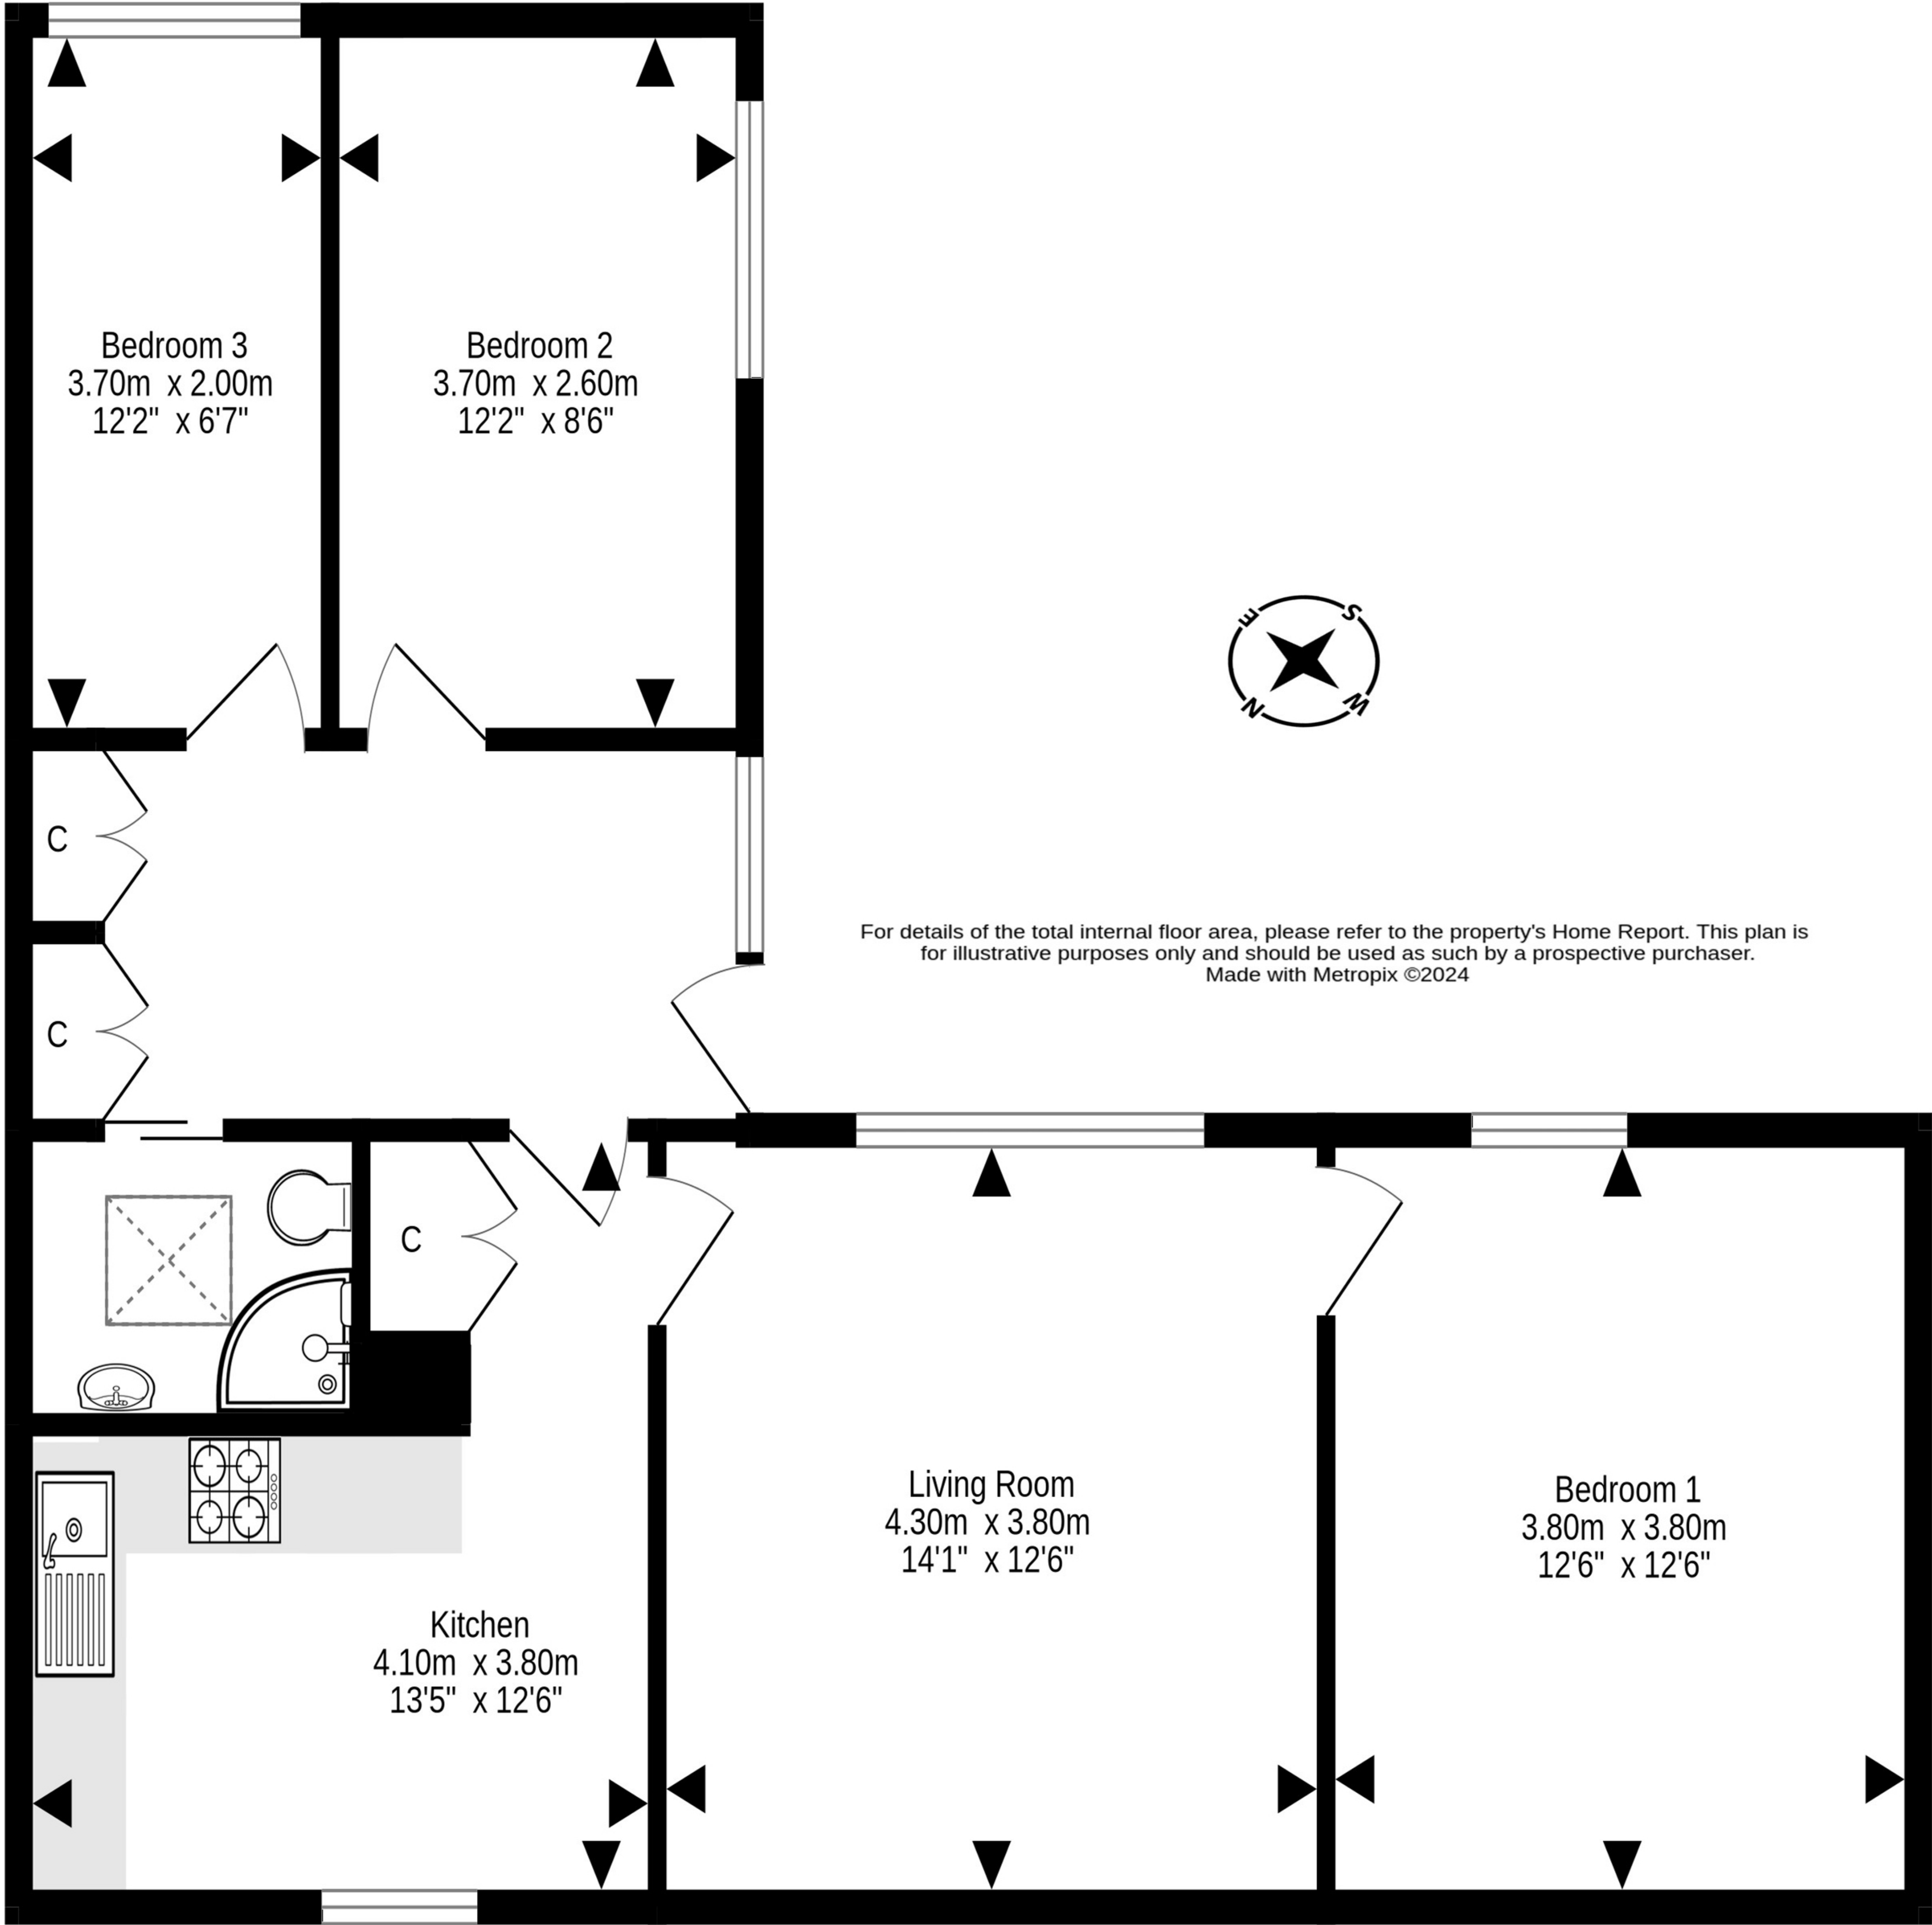 Bedroom 3
3.70m x 2.00m
12'2" x 6'7"
Bedroom 2
3.70m x 2.60m
12'2" x 8'6"
E
S
N
W
C
C
For details of the total internal floor area, please refer to the property's Home Report. This plan is
for illustrative purposes only and should be used as such by a prospective purchaser.
Made with Metropix ©2024
C
Living Room
4.30m x 3.80m
14'1" x 12'6"
Bedroom 1
3.80m x 3.80m
12'6" x 12'6"
Kitchen
4.10m x 3.80m
13'5" x 12'6"